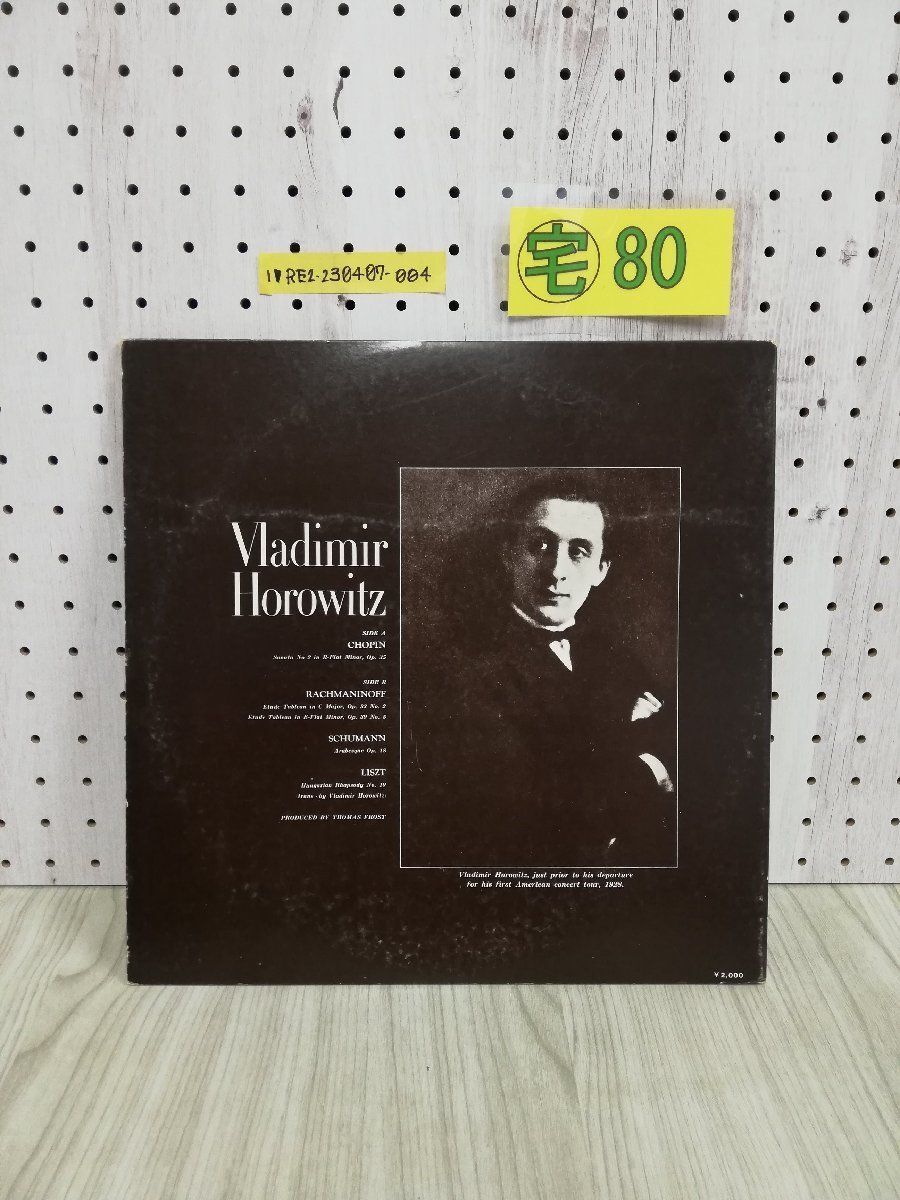 1▼RE2-230407-004
宅 80
Vladimir
Horowitz
SIDE A
CHOPIN
Sonata No 2 in B-Flat Minor, Op. 35
SIDE B
RACHMANINOFF
Etude Tableau in C Major, Op. 33 No. 2
Etude Tableau in E-Flat Minor, Op. 39 No. 5
SCHUMANN
Arabesque Op. 18
LISZT
Hungarian Rhapsody No. 19
trans. by Vladimir Horowitz
PRODUCED BY THOMAS FROST
Vladimir Horowitz, just prior to his departure
for his first American concert tour, 1928.
¥2,000